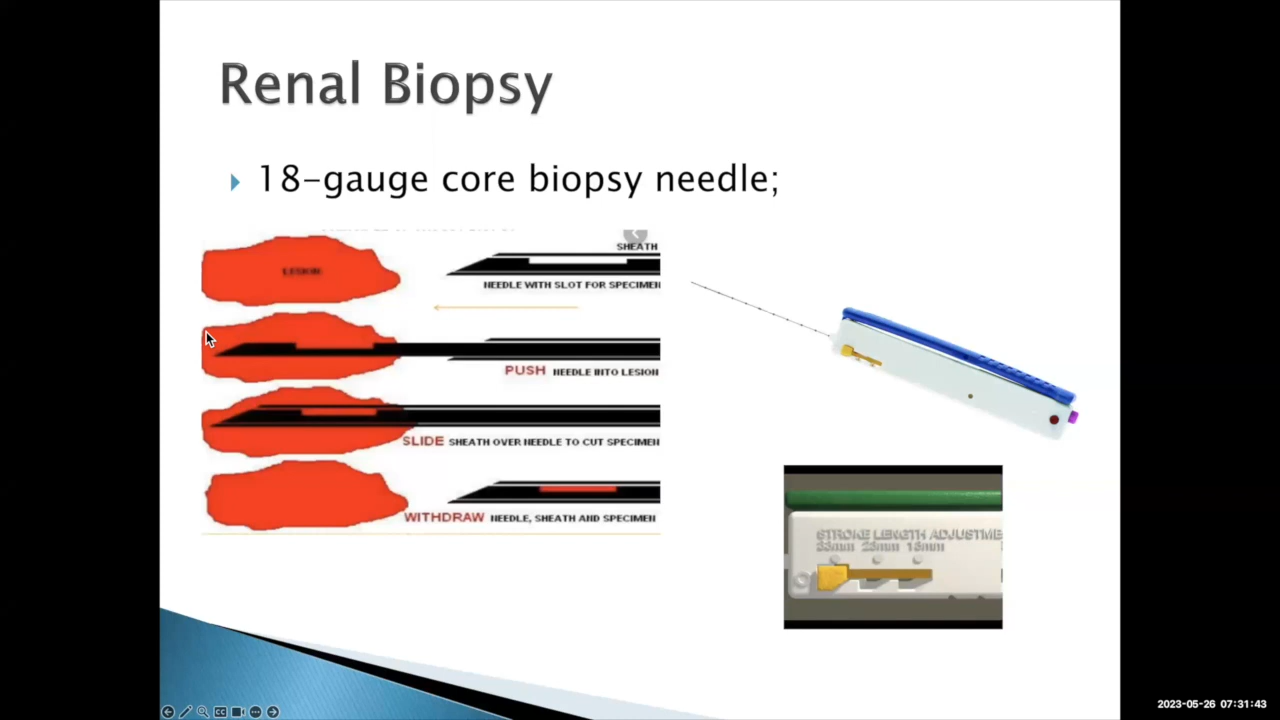 Renal Biopsy
18-gauge core biopsy needle;
SHEATH
LESION
NEEDLE WITH SLOT FOR SPECIMEN
PUSH NEEDLE INTO LESION
SLIDE SHEATH OVER NEEDLE TO CUT SPECIMEN
WITHDRAW NEEDLE, SHEATH AND SPECIMEN
STROKE LENGTH ADJUSTME
33mm 23mm 13mm
CC
2023-05-26 07:31:43